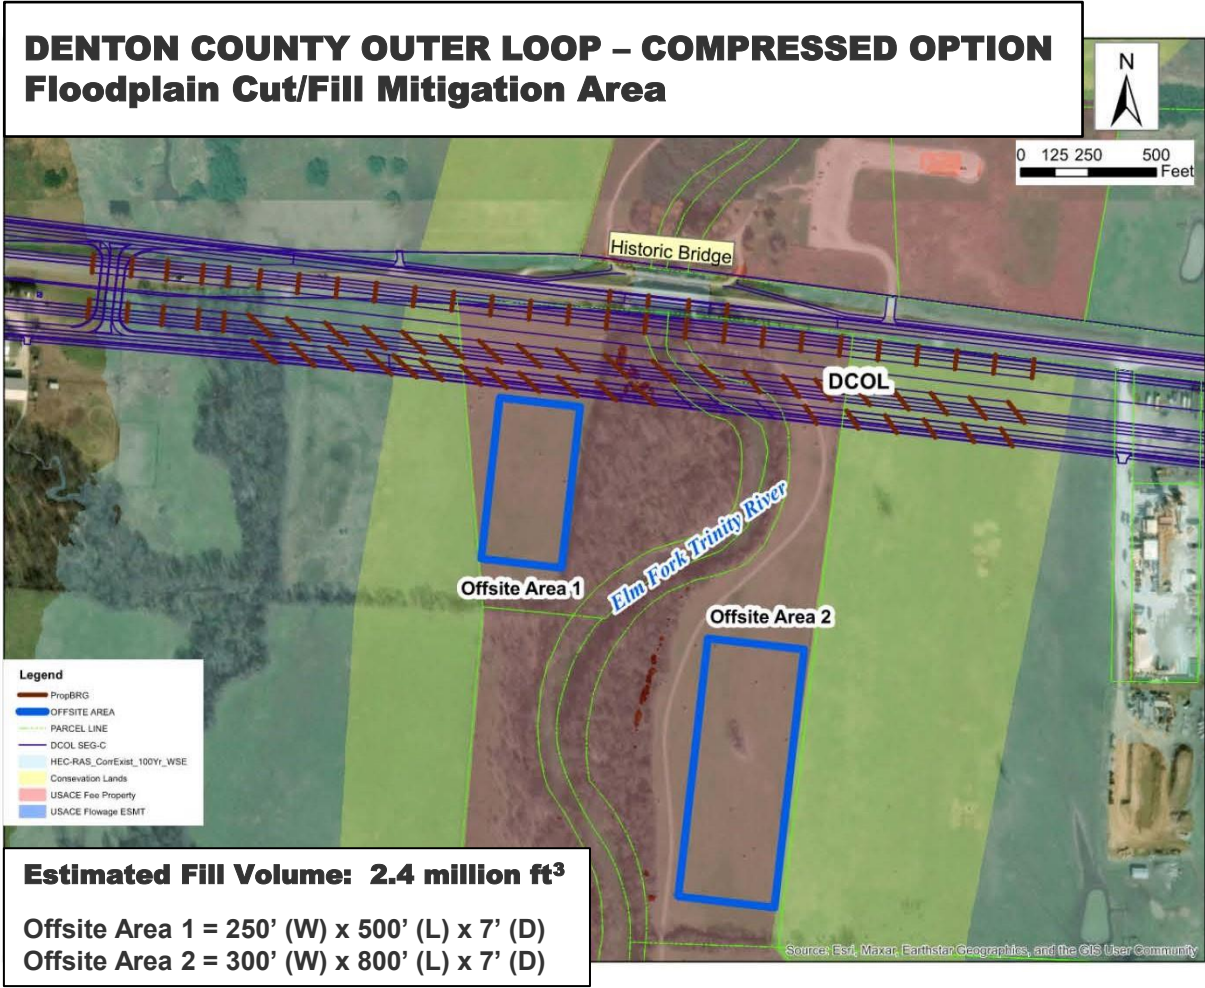 DENTON COUNTY OUTER LOOP – COMPRESSED OPTION
Floodplain Cut/Fill Mitigation Area
N
0 125 250 500
Feet
Historic Bridge
DCOL
Elm Fork Trinity River
Offsite Area 1
Offsite Area 2
Legend
PropBRG
OFFSITE AREA
PARCEL LINE
DCOL SEG-C
HEC-RAS_CorrExist_100Yr_WSE
Consevation Lands
USACE Fee Property
USACE Flowage ESMT
Estimated Fill Volume: 2.4 million ft³
Offsite Area 1 = 250’ (W) x 500’ (L) x 7’ (D)
Offsite Area 2 = 300’ (W) x 800’ (L) x 7’ (D)
Source: Esri, Maxar, Earthstar Geographics, and the GIS User Community